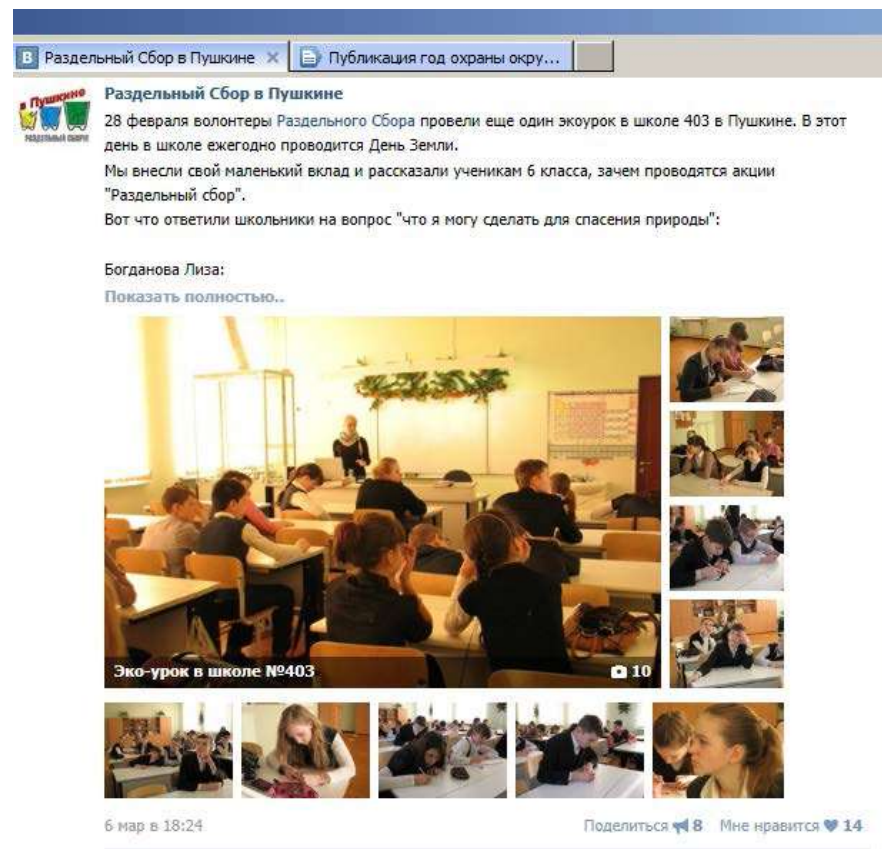 В Раздельный Сбор в Пушкине × Публикация год охраны окру...
в Пушкине
РАЗДЕЛЬНЫЙ СБОР
Раздельный Сбор в Пушкине
28 февраля волонтеры Раздельного Сбора провели еще один экоурок в школе 403 в Пушкине. В этот
день в школе ежегодно проводится День Земли.
Мы внесли свой маленький вклад и рассказали ученикам 6 класса, зачем проводятся акции
"Раздельный сбор".
Вот что ответили школьники на вопрос "что я могу сделать для спасения природы":
Богданова Лиза:
Показать полностью..
Эко-урок в школе №403 10
6 мар в 18:24 Поделиться 8 Мне нравится 14